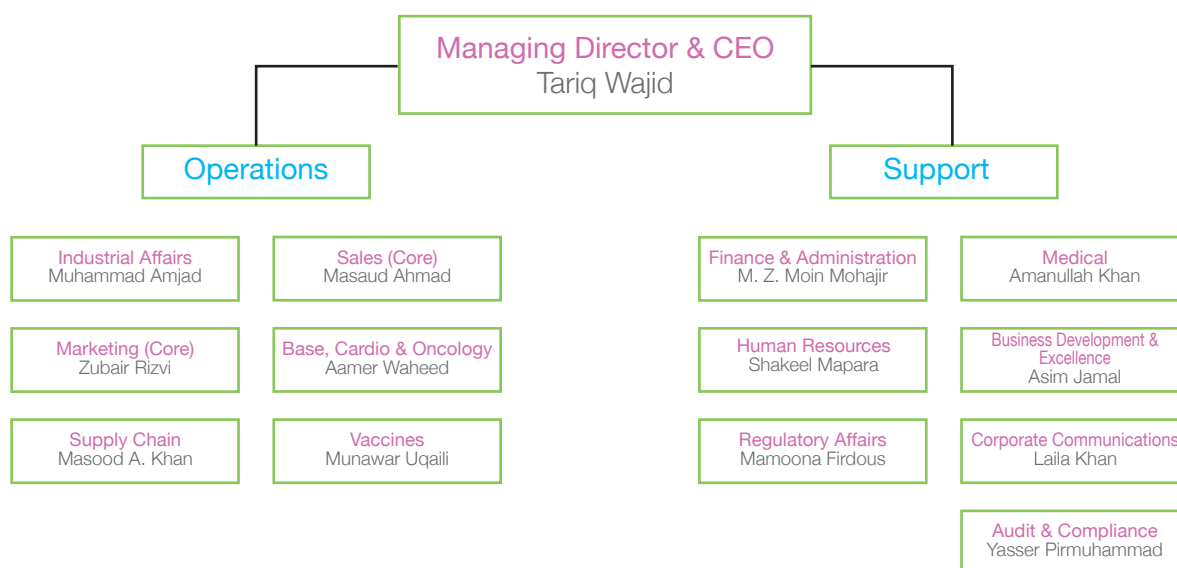 Managing Director & CEO
Tariq Wajid
Operations
Support
Industrial Affairs
Muhammad Amjad
Sales (Core)
Masaud Ahmad
Finance & Administration
M. Z. Moin Mohajir
Medical
Amanullah Khan
Marketing (Core)
Zubair Rizvi
Base, Cardio & Oncology
Aamer Waheed
Human Resources
Shakeel Mapara
Business Development &
Excellence
Asim Jamal
Supply Chain
Masood A. Khan
Vaccines
Munawar Uqaili
Regulatory Affairs
Mamoona Firdous
Corporate Communications
Laila Khan
Audit & Compliance
Yasser Pirmuhammad